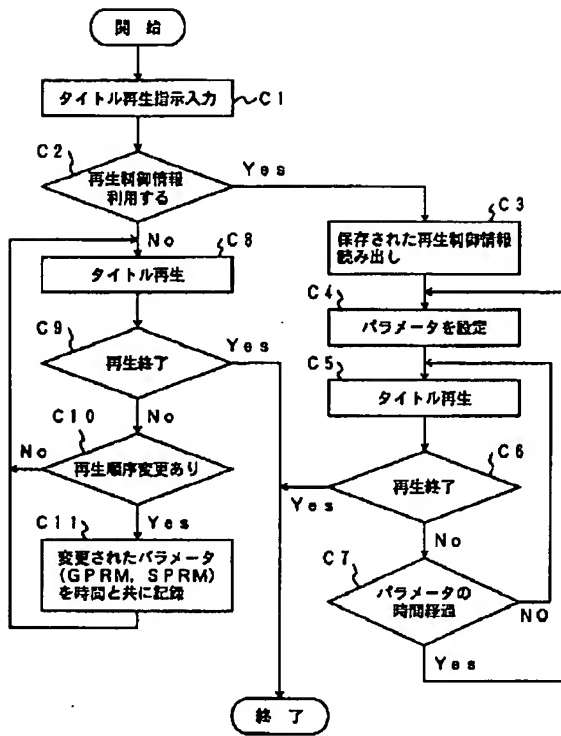 開始
タイトル再生指示入力
C1
C2
再生制御情報
利用する
Yes
No
C8
タイトル再生
C9
再生終了
Yes
No
C10
再生順序変更あり
No
Yes
C11
変更されたパラメータ
(GPRM, SPRM)
を時間と共に記録
C3
保存された再生制御情報
読み出し
C4
パラメータを設定
C5
タイトル再生
C6
再生終了
Yes
No
C7
パラメータの
時間経過
NO
Yes
終了